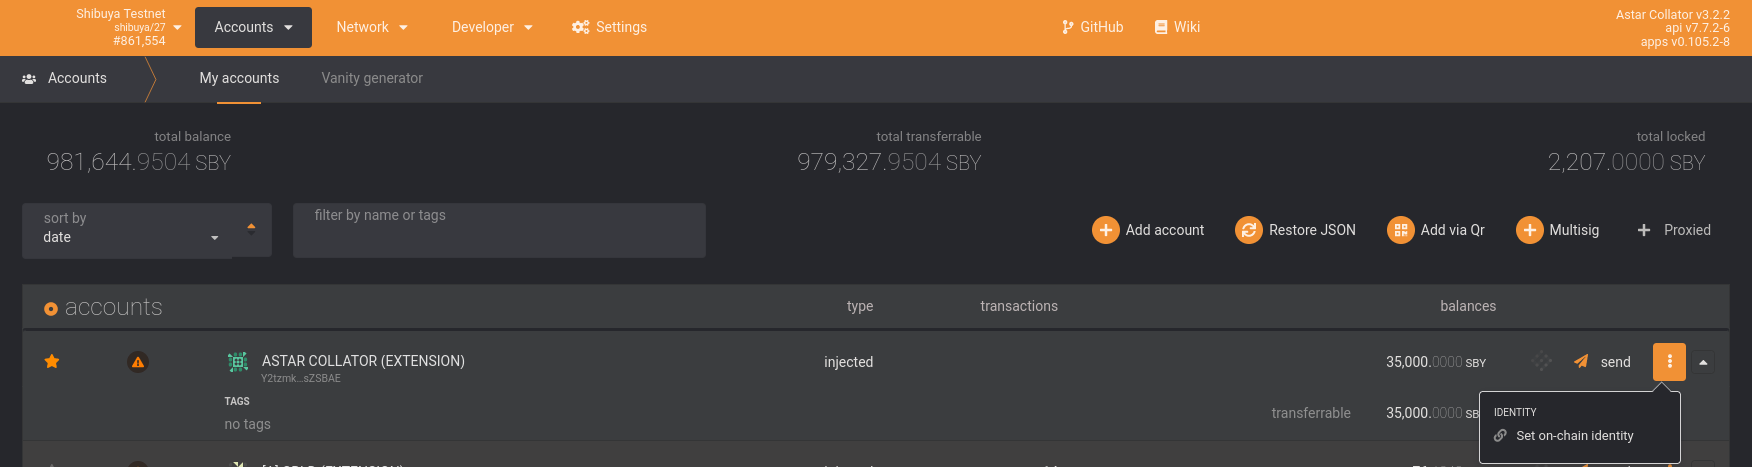 Shibuya Testnet
shibuya/27
#861,554
Accounts
Network
Developer
Settings
GitHub
Wiki
Astar Collator v3.2.2
api v7.7.2-6
apps v0.105.2-8
Accounts
My accounts
Vanity generator
total balance
981,644.9504 SBY
total transferrable
979,327.9504 SBY
total locked
2,207.0000 SBY
sort by
date
filter by name or tags
Add account
Restore JSON
Add via Qr
Multisig
Proxied
accounts
type
transactions
balances
ASTAR COLLATOR (EXTENSION)
Y2tzmk…sZSBAE
injected
35,000.0000 SBY
send
TAGS
no tags
transferrable
35,000.0000 SB
IDENTITY
Set on-chain identity